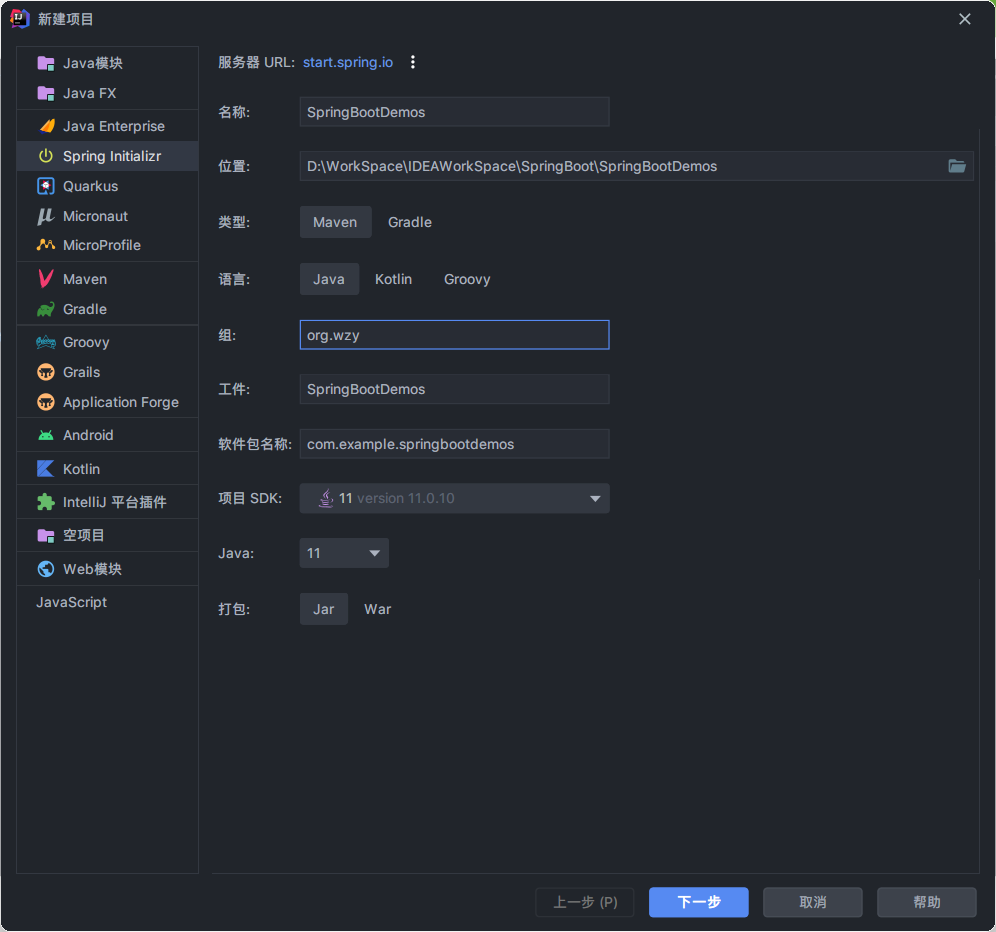 新建项目
Java模块
Java FX
Java Enterprise
Spring Initializr
Quarkus
Micronaut
MicroProfile
Maven
Gradle
Groovy
Grails
Application Forge
Android
Kotlin
IntelliJ 平台插件
空项目
Web模块
JavaScript
服务器 URL: start.spring.io
名称: SpringBootDemos
位置: D:\WorkSpace\IDEAWorkSpace\SpringBoot\SpringBootDemos
类型: Maven Gradle
语言: Java Kotlin Groovy
组: org.wzy
工件: SpringBootDemos
软件包名称: com.example.springbootdemos
项目 SDK: 11 version 11.0.10
Java: 11
打包: Jar War
上一步 (P) 下一步 取消 帮助